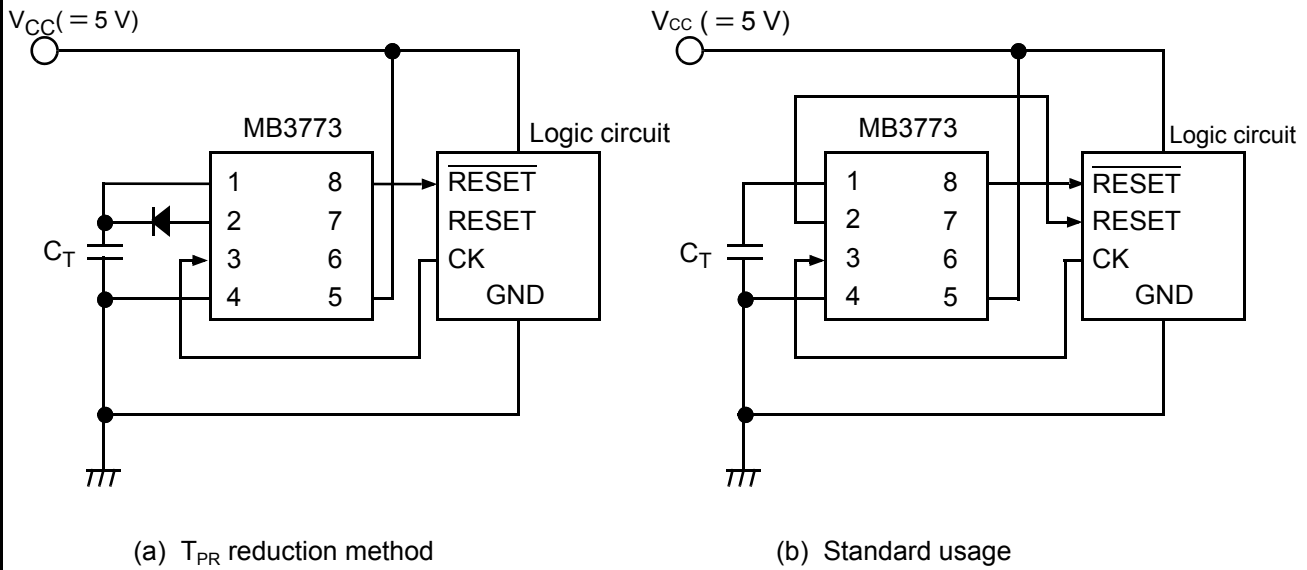 VCC( = 5 V)
MB3773
Logic circuit
1 8
2 7
3 6
4 5
RESET
RESET
CK
GND
CT
(a) TPR reduction method
VCC ( = 5 V)
MB3773
Logic circuit
1 8
2 7
3 6
4 5
RESET
RESET
CK
GND
CT
(b) Standard usage